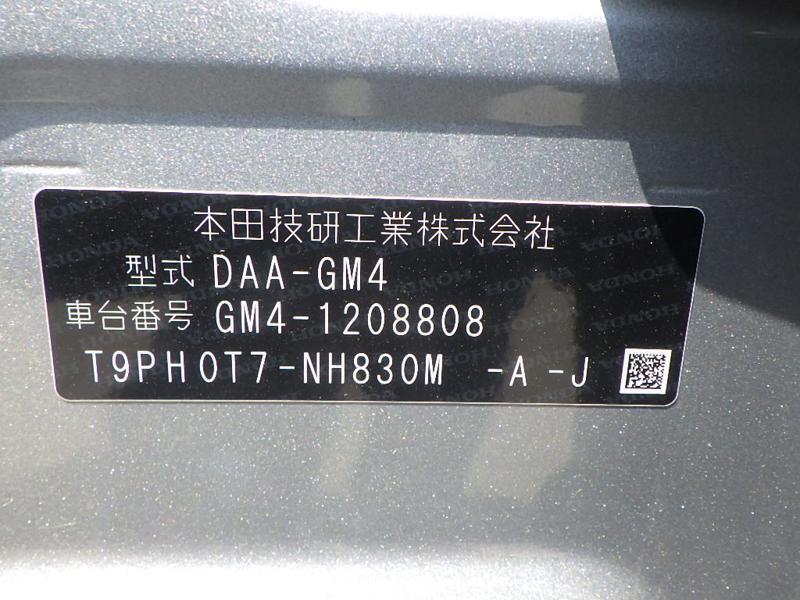 本田技研工業株式会社
型式 DAA-GM4
車台番号 GM4-1208808
T9PH0T7-NH830M -A -J